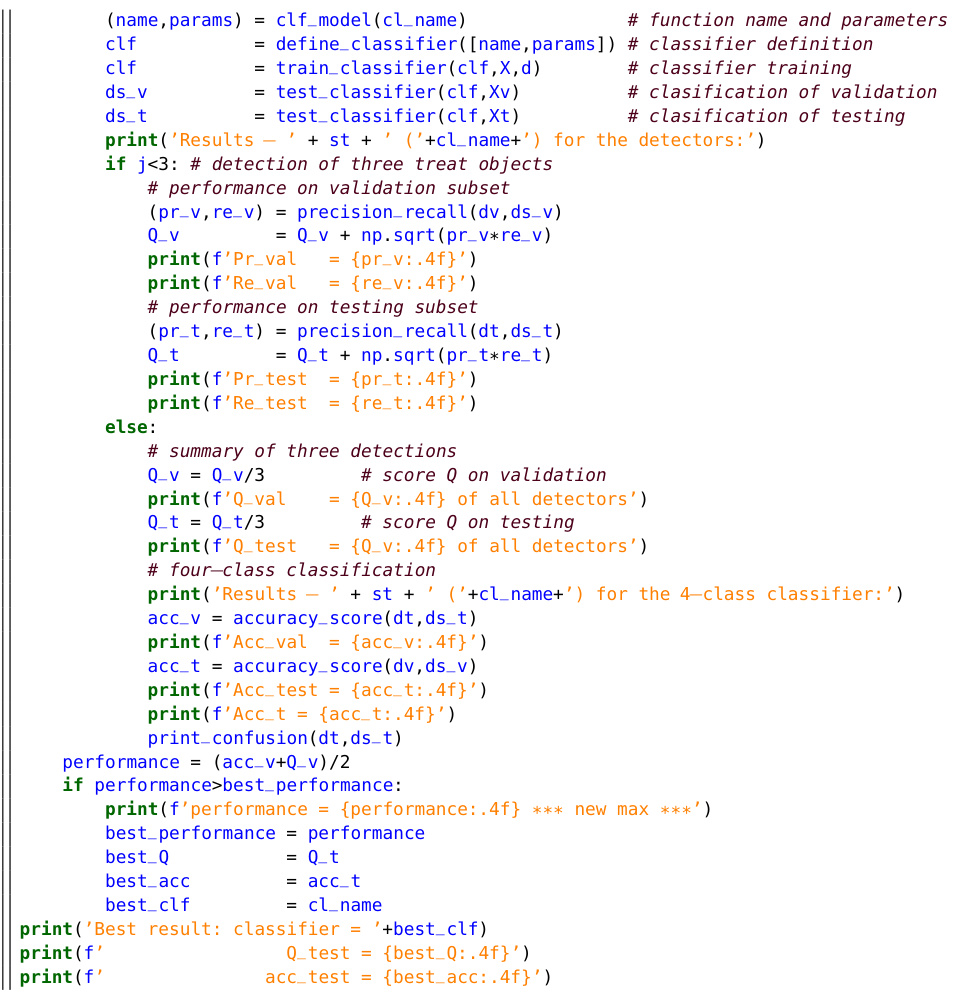 (name,params) = clf_model(cl_name)               # function name and parameters
        clf           = define_classifier([name,params]) # classifier definition
        clf           = train_classifier(clf,X,d)        # classifier training
        ds_v          = test_classifier(clf,Xv)          # clasification of validation
        ds_t          = test_classifier(clf,Xt)          # clasification of testing
        print('Results – ' + st + ' ('+cl_name+') for the detectors:')
        if j<3: # detection of three treat objects
            # performance on validation subset
            (pr_v,re_v) = precision_recall(dv,ds_v)
            Q_v         = Q_v + np.sqrt(pr_v*re_v)
            print(f'Pr_val   = {pr_v:.4f}')
            print(f'Re_val   = {re_v:.4f}')
            # performance on testing subset
            (pr_t,re_t) = precision_recall(dt,ds_t)
            Q_t         = Q_t + np.sqrt(pr_t*re_t)
            print(f'Pr_test  = {pr_t:.4f}')
            print(f'Re_test  = {re_t:.4f}')
        else:
            # summary of three detections
            Q_v = Q_v/3         # score Q on validation
            print(f'Q_val    = {Q_v:.4f} of all detectors')
            Q_t = Q_t/3         # score Q on testing
            print(f'Q_test   = {Q_v:.4f} of all detectors')
            # four–class classification
            print('Results – ' + st + ' ('+cl_name+') for the 4–class classifier:')
            acc_v = accuracy_score(dt,ds_t)
            print(f'Acc_val  = {acc_v:.4f}')
            acc_t = accuracy_score(dv,ds_v)
            print(f'Acc_test = {acc_t:.4f}')
            print(f'Acc_t = {acc_t:.4f}')
            print_confusion(dt,ds_t)
    performance = (acc_v+Q_v)/2
    if performance>best_performance:
        print(f'performance = {performance:.4f} *** new max ***')
        best_performance = performance
        best_Q           = Q_t
        best_acc         = acc_t
        best_clf         = cl_name
print('Best result: classifier = '+best_clf)
print(f'                 Q_test = {best_Q:.4f}')
print(f'               acc_test = {best_acc:.4f}')